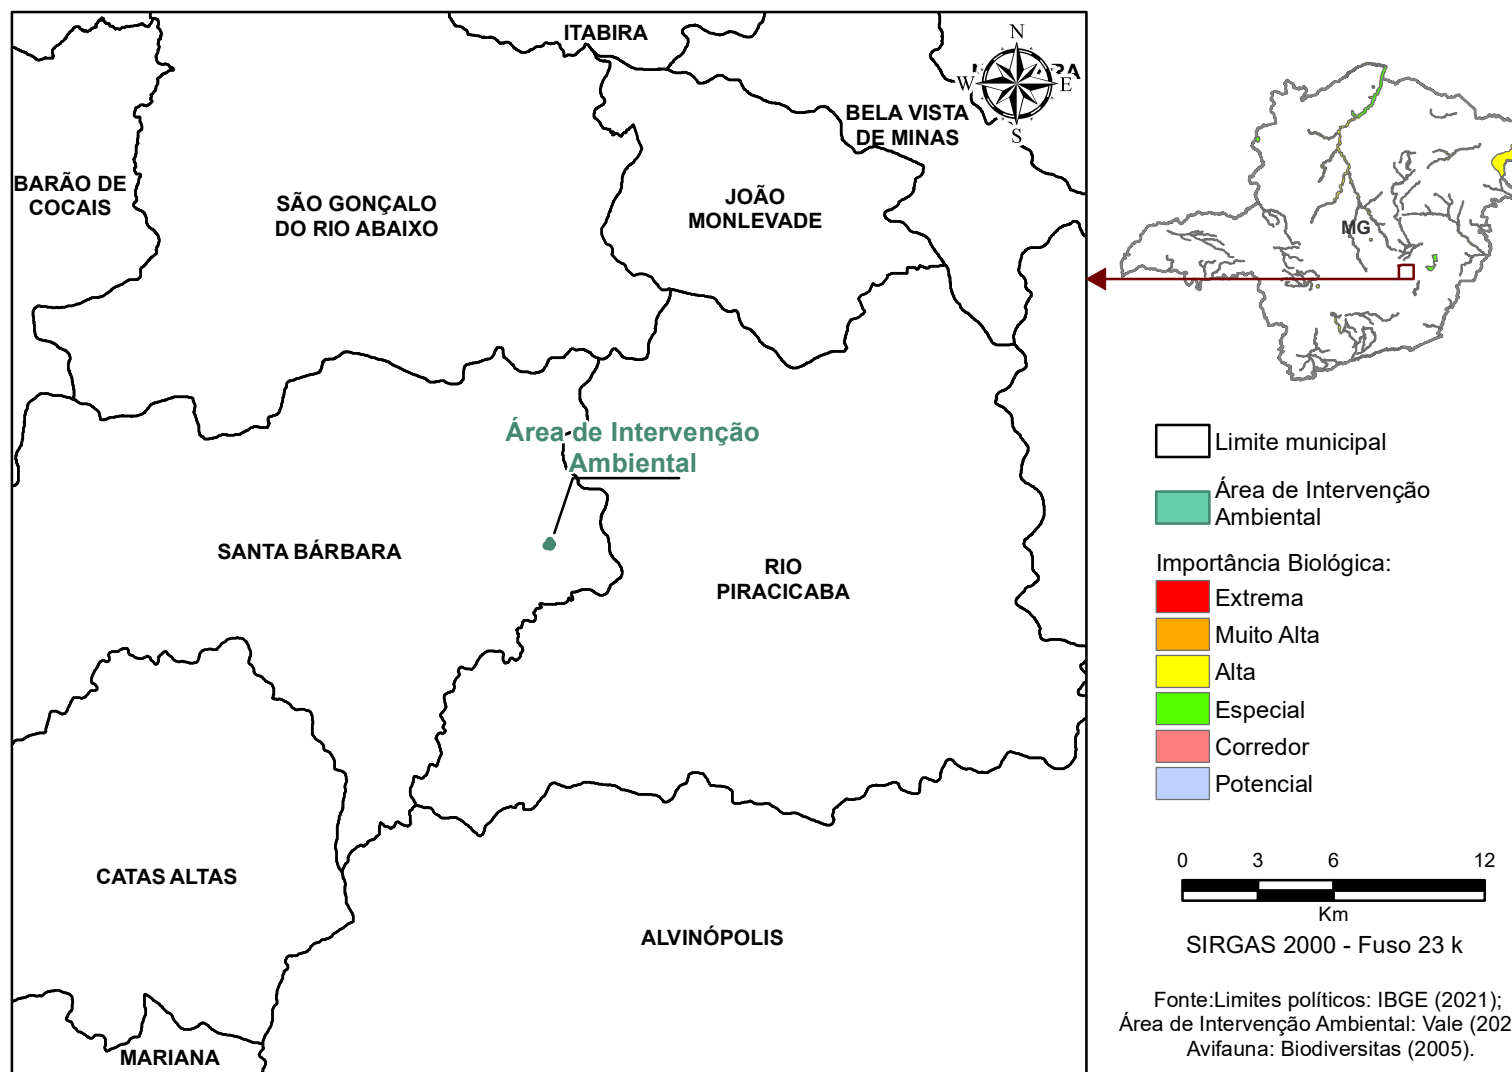 ITABIRA
N
W
E
S
BELA VISTA
DE MINAS
BARÃO DE
COCAIS
SÃO GONÇALO
DO RIO ABAIXO
JOÃO
MONLEVADE
MG
Área de Intervenção
Ambiental
SANTA BÁRBARA
RIO
PIRACICABA
CATAS ALTAS
ALVINÓPOLIS
MARIANA
Limite municipal
Área de Intervenção
Ambiental
Importância Biológica:
Extrema
Muito Alta
Alta
Especial
Corredor
Potencial
0 3 6 12
Km
SIRGAS 2000 - Fuso 23 k
Fonte:Limites políticos: IBGE (2021);
Área de Intervenção Ambiental: Vale (202
Avifauna: Biodiversitas (2005).